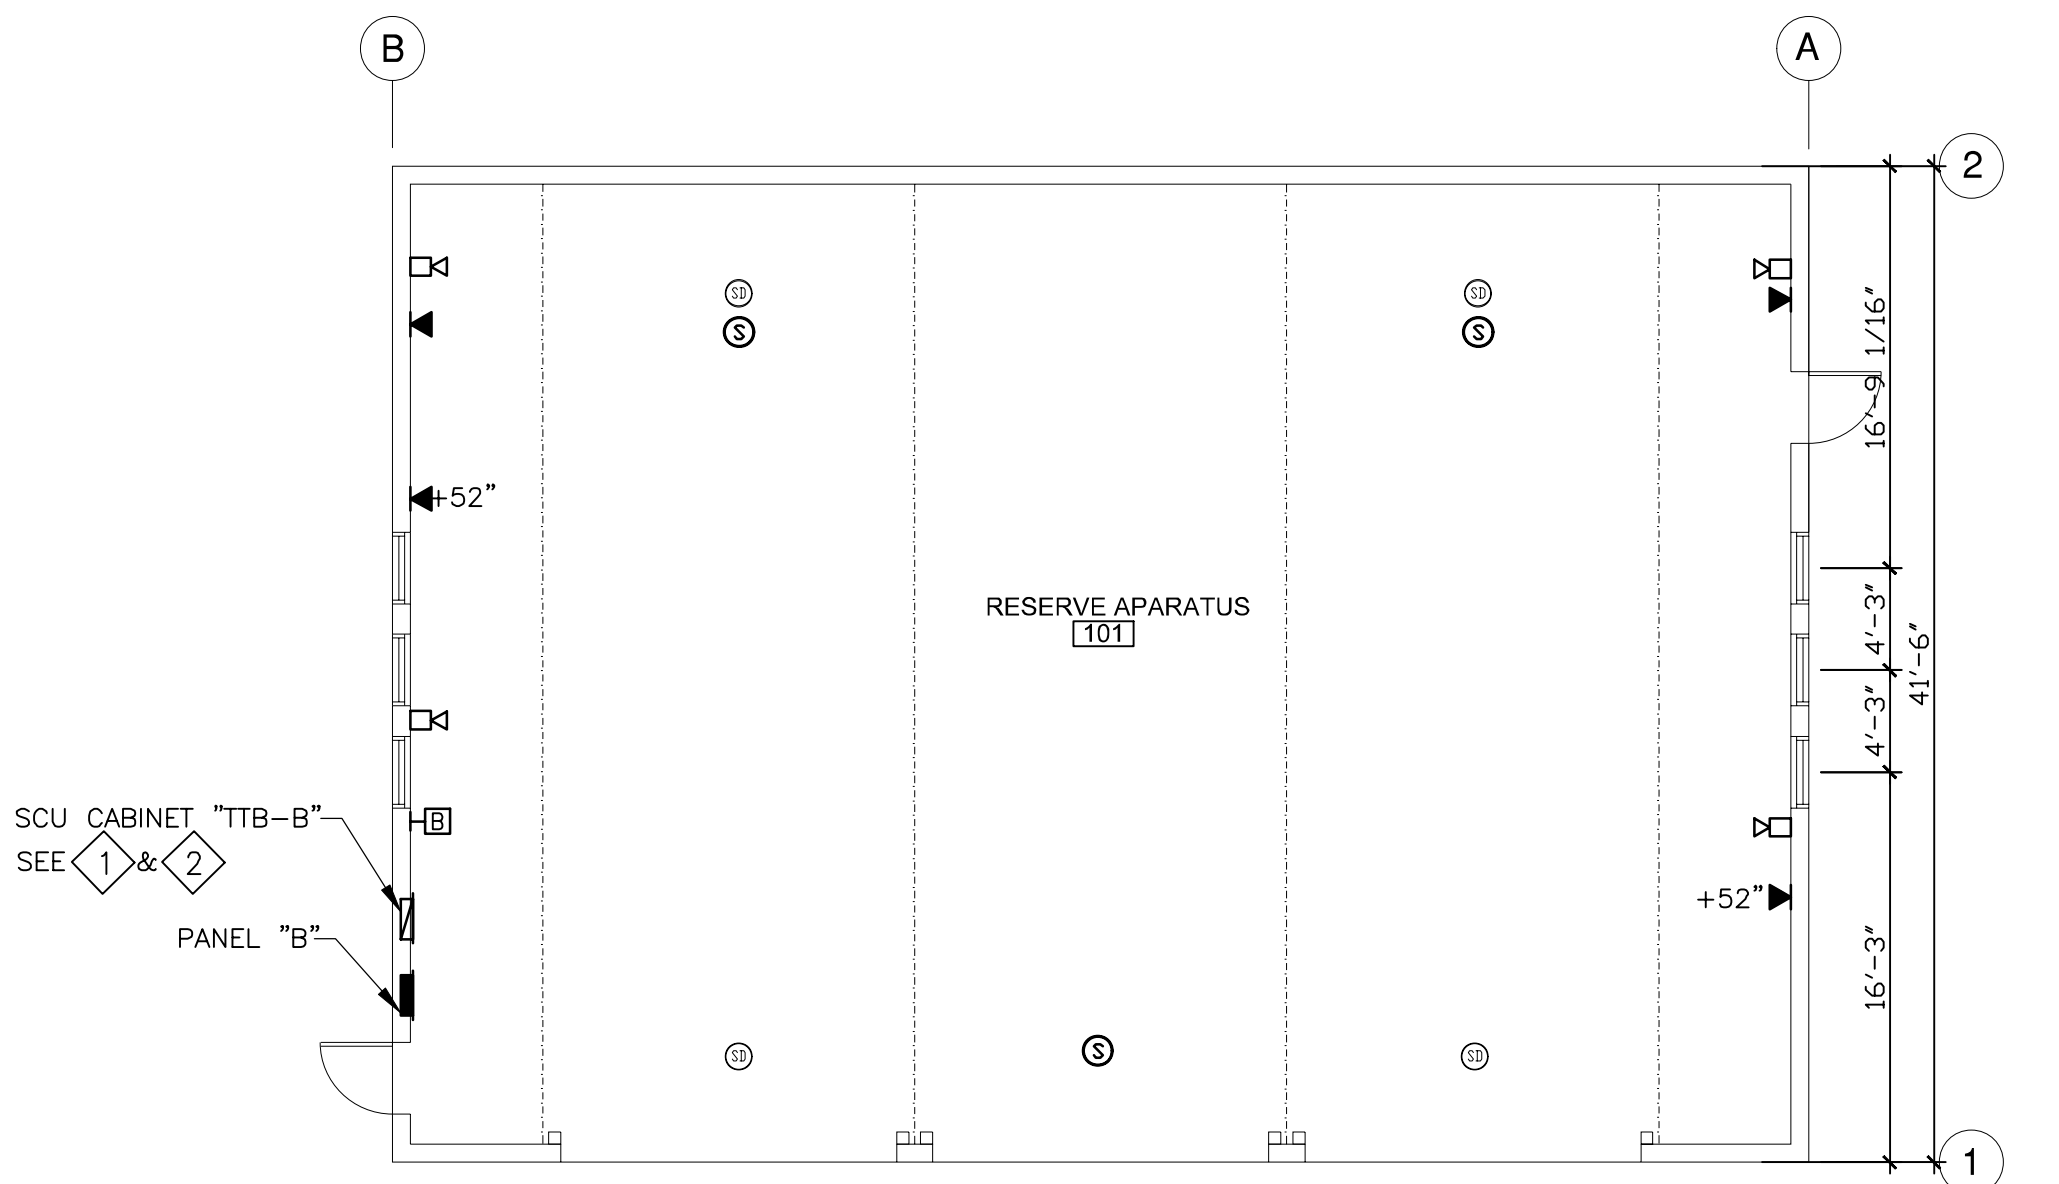 B
A
2
SD
SD
S
S
16'-9 1/16"
+52"
RESERVE APARATUS
101
4'-3"
41'-6"
4'-3"
SCU CABINET "TTB-B"
B
SEE 1 & 2
+52"
PANEL "B"
16'-3"
SD
S
SD
1